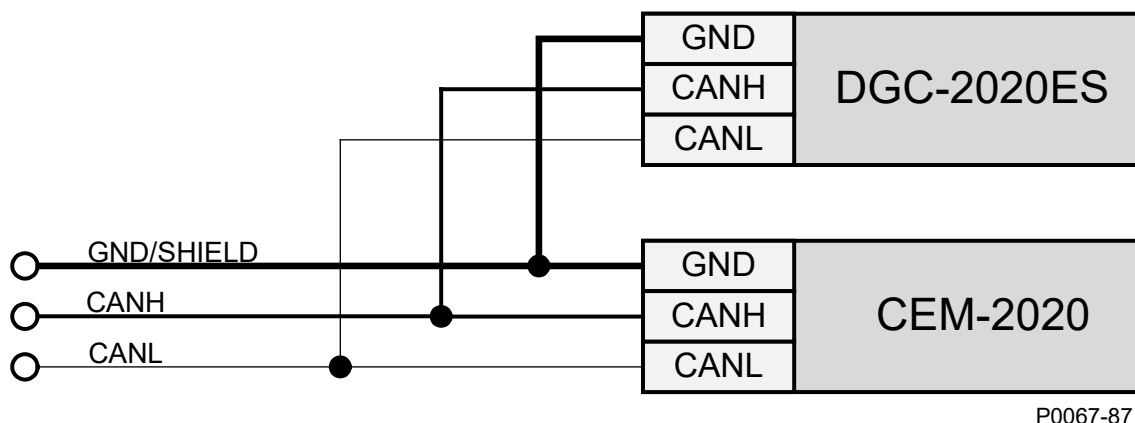 GND
CANH
CANL
DGC-2020ES
GND/SHIELD
CANH
CANL
GND
CANH
CANL
CEM-2020
P0067-87